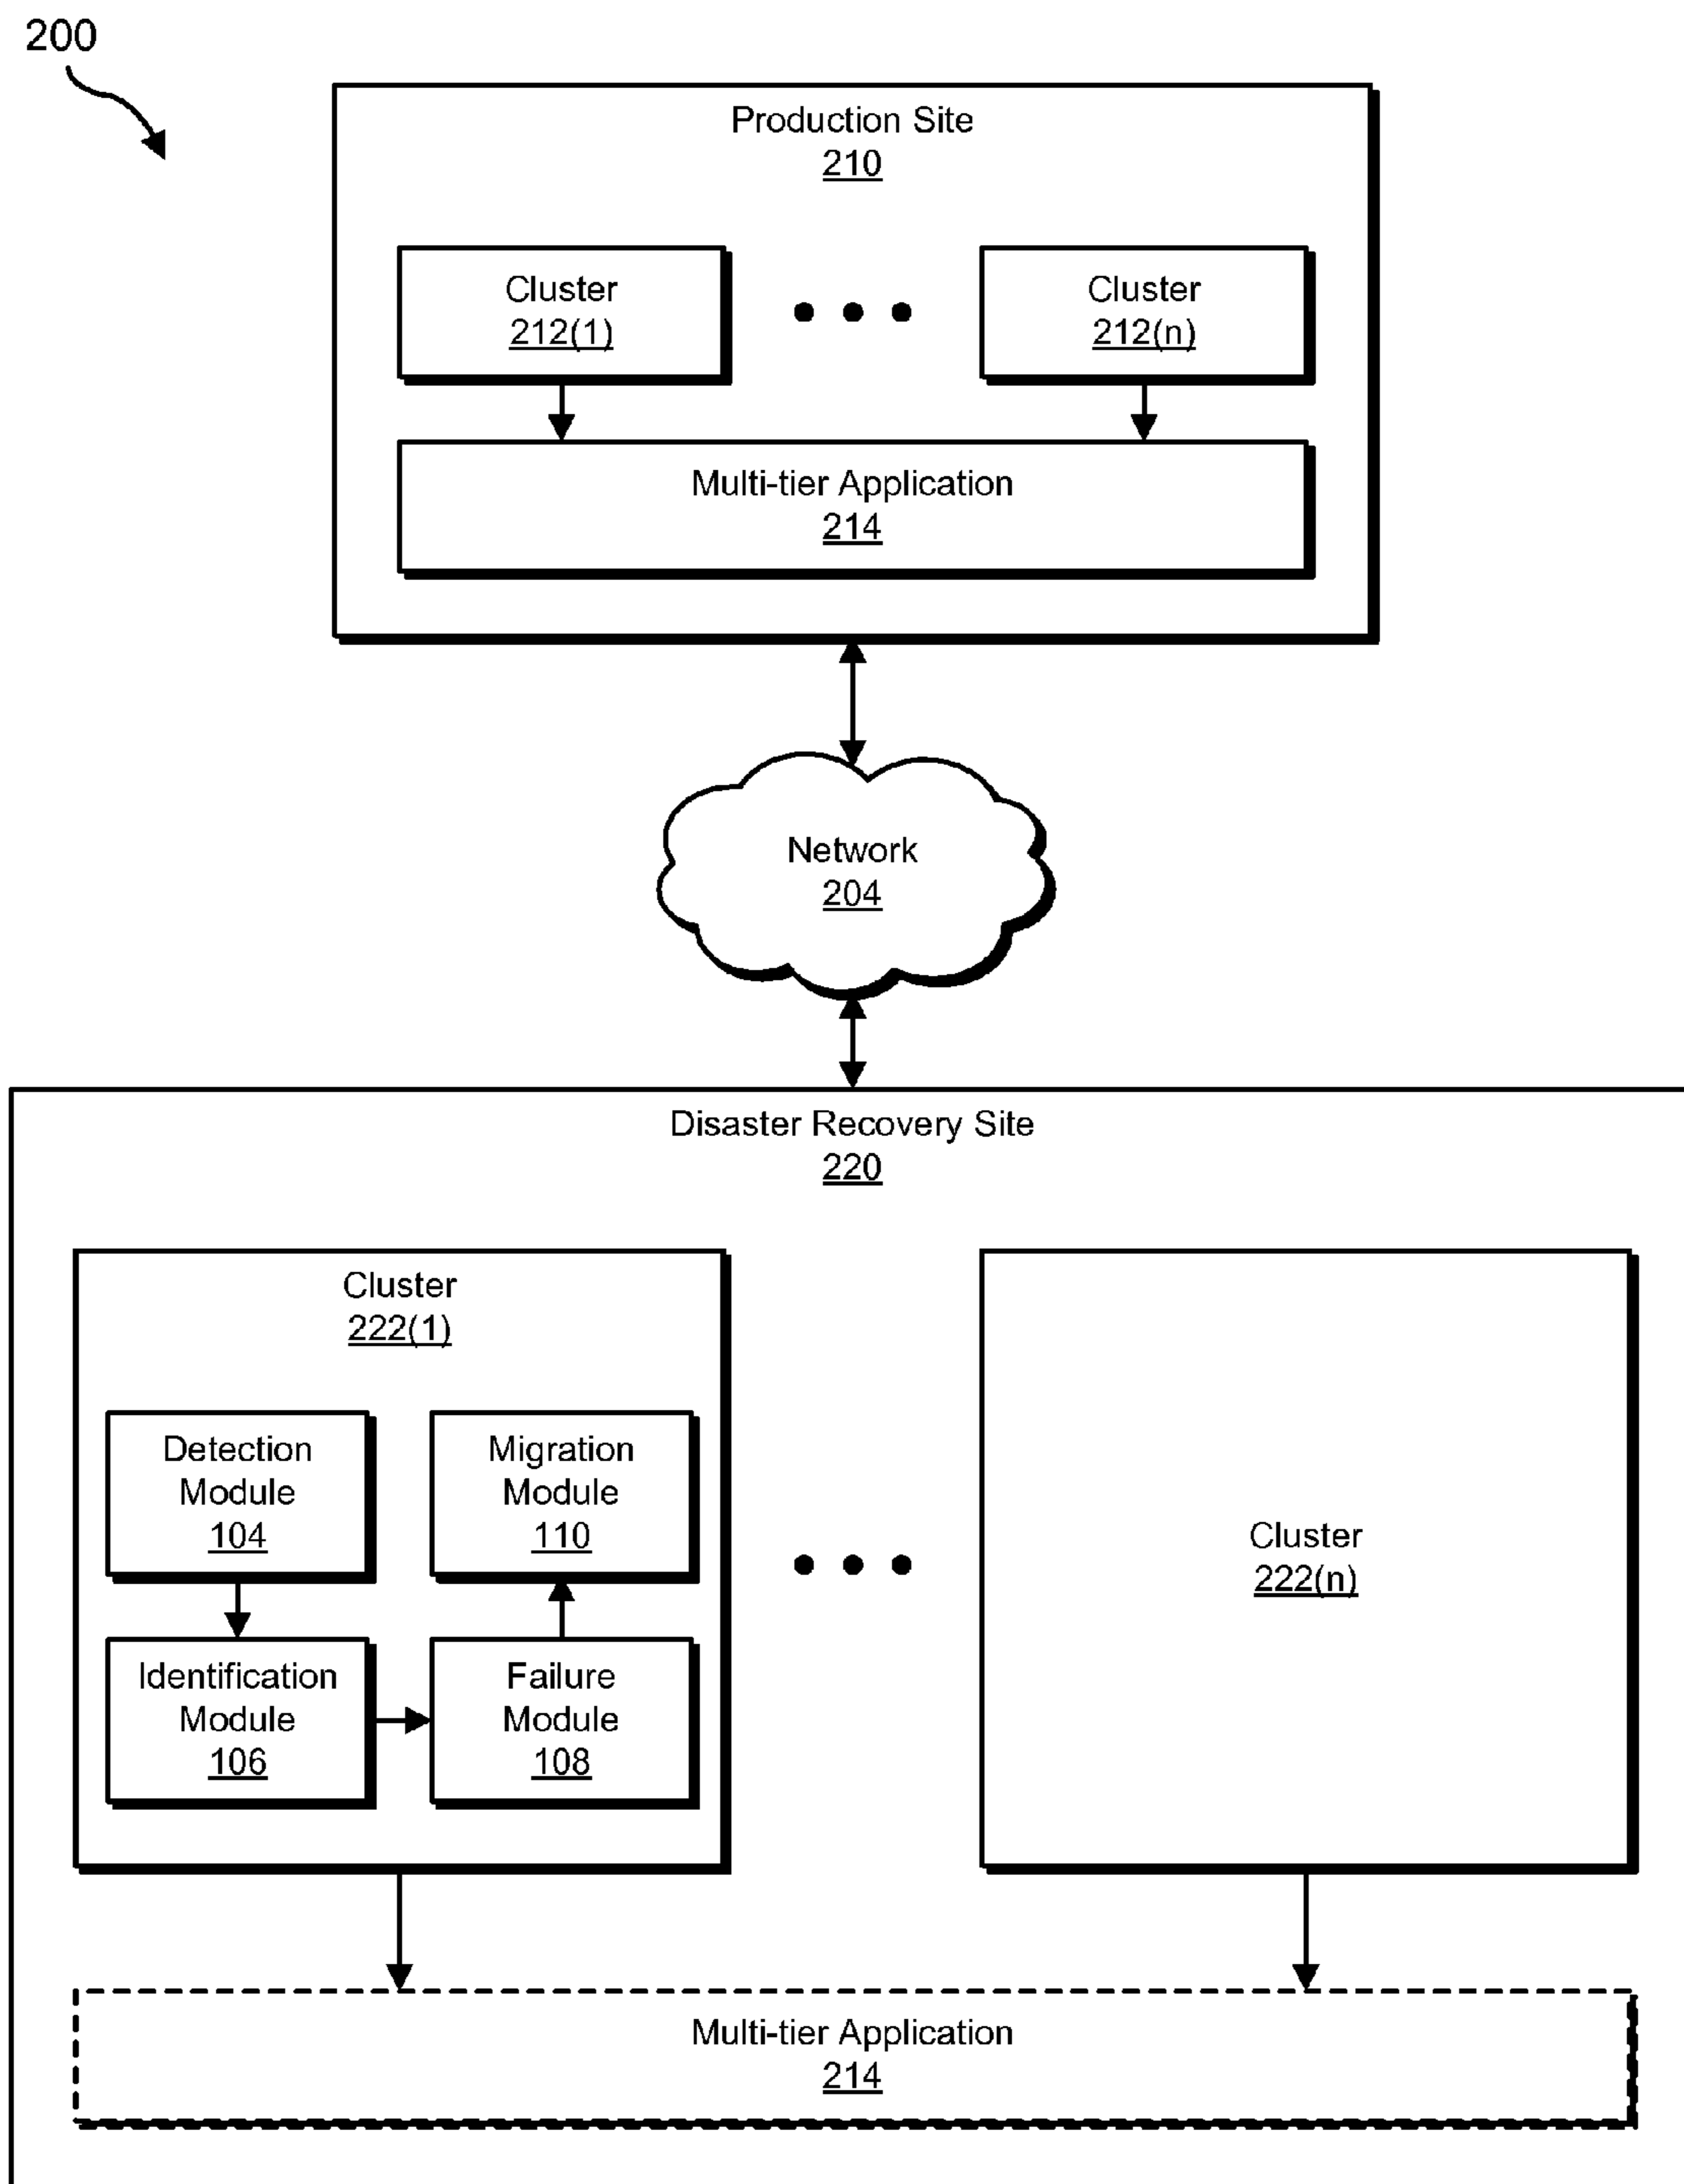 200
Production Site
210
Cluster
212(1)
Cluster
212(n)
Multi-tier Application
214
Network
204
Disaster Recovery Site
220
Cluster
222(1)
Detection
Module
104
Migration
Module
110
Identification
Module
106
Failure
Module
108
Cluster
222(n)
Multi-tier Application
214